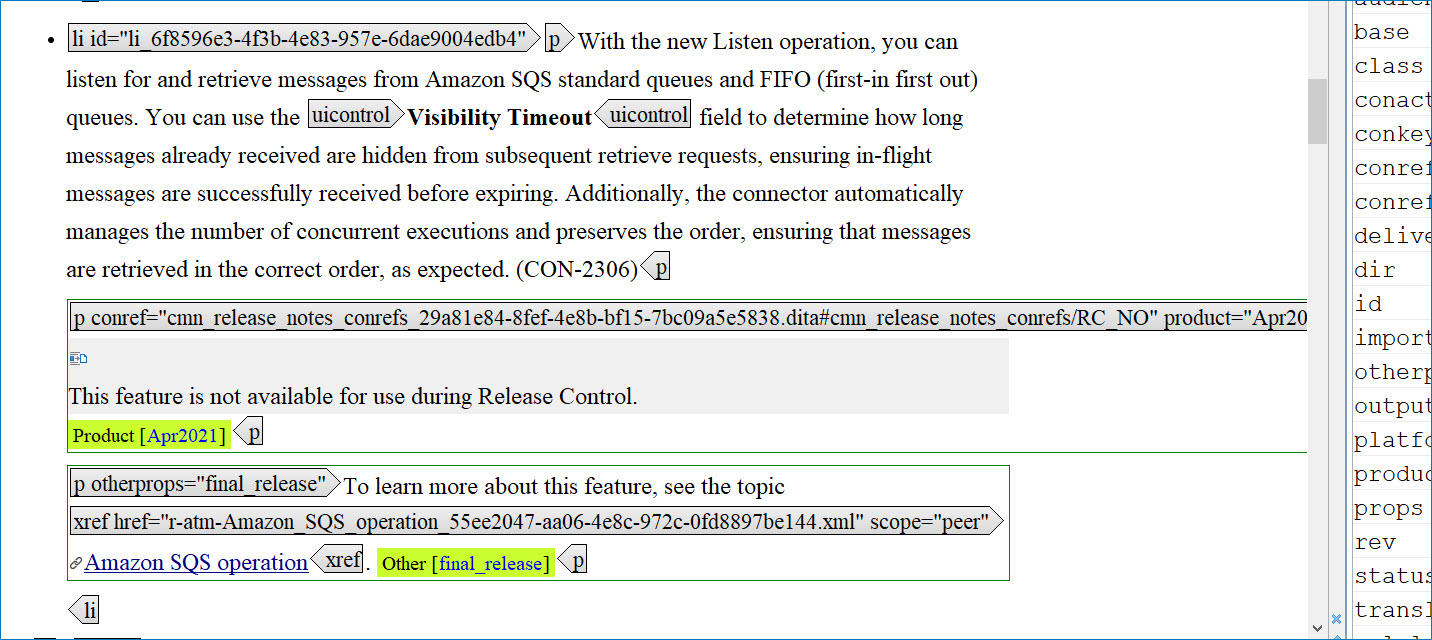 li id="li_6f8596e3-4f3b-4e83-957e-6dae9004edb4" p With the new Listen operation, you can
listen for and retrieve messages from Amazon SQS standard queues and FIFO (first-in first out)
queues. You can use the uicontrol Visibility Timeout uicontrol field to determine how long
messages already received are hidden from subsequent retrieve requests, ensuring in-flight
messages are successfully received before expiring. Additionally, the connector automatically
manages the number of concurrent executions and preserves the order, ensuring that messages
are retrieved in the correct order, as expected. (CON-2306) p
p conref="cmn_release_notes_conrefs_29a81e84-8fef-4e8b-bf15-7bc09a5e5838.dita#cmn_release_notes_conrefs/RC_NO" product="Apr20
This feature is not available for use during Release Control.
Product [Apr2021] p
p otherprops="final_release" To learn more about this feature, see the topic
xref href="r-atm-Amazon_SQS_operation_55ee2047-aa06-4e8c-972c-0fd8897be144.xml" scope="peer"
Amazon SQS operation xref . Other [final_release] p
li
base
class
conact
conkey
conref
conref
delive
dir
id
import
otherp
output
platfo
produc
props
rev
status
transl